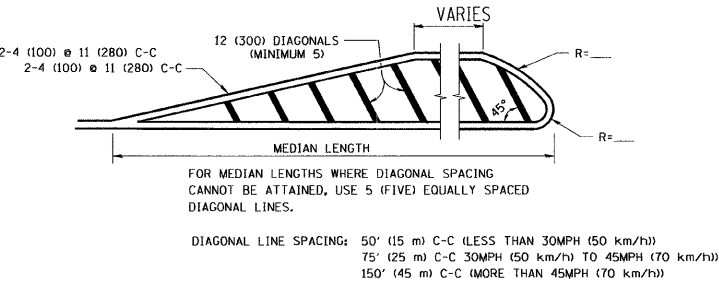 VARIES
12 (300) DIAGONALS
(MINIMUM 5)
2-4 (100) @ 11 (280) C-C
2-4 (100) @ 11 (280) C-C
R=___
45°
R=___
MEDIAN LENGTH
FOR MEDIAN LENGTHS WHERE DIAGONAL SPACING
CANNOT BE ATTAINED, USE 5 (FIVE) EQUALLY SPACED
DIAGONAL LINES.
DIAGONAL LINE SPACING: 50' (15 m) C-C (LESS THAN 30MPH (50 km/h))
75' (25 m) C-C 30MPH (50 km/h) TO 45MPH (70 km/h))
150' (45 m) C-C (MORE THAN 45MPH (70 km/h))